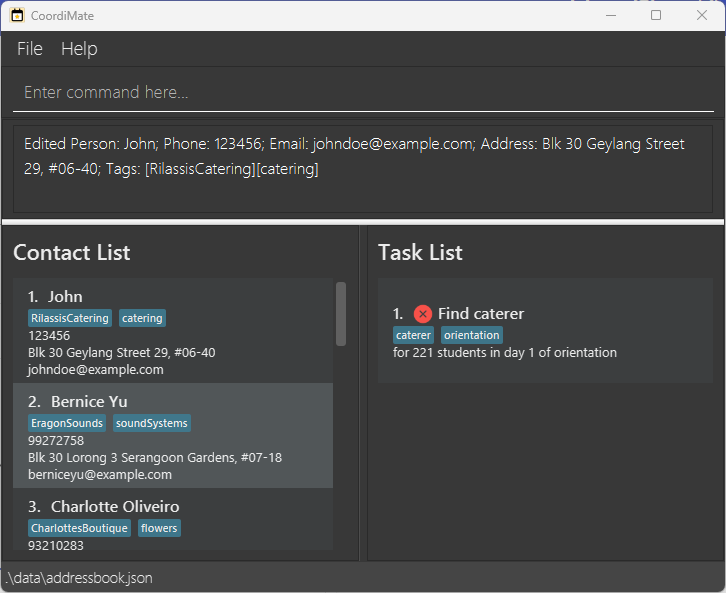 CoordiMate
File Help
Enter command here...
Edited Person: John; Phone: 123456; Email: johndoe@example.com; Address: Blk 30 Geylang Street
29, #06-40; Tags: [RilassisCatering][catering]
Contact List
1. John
RilassisCatering catering
123456
Blk 30 Geylang Street 29, #06-40
johndoe@example.com
2. Bernice Yu
EragonSounds soundSystems
99272758
Blk 30 Lorong 3 Serangoon Gardens, #07-18
berniceyu@example.com
3. Charlotte Oliveiro
CharlottesBoutique flowers
93210283
Task List
1. Find caterer
caterer orientation
for 221 students in day 1 of orientation
.\data\addressbook.json